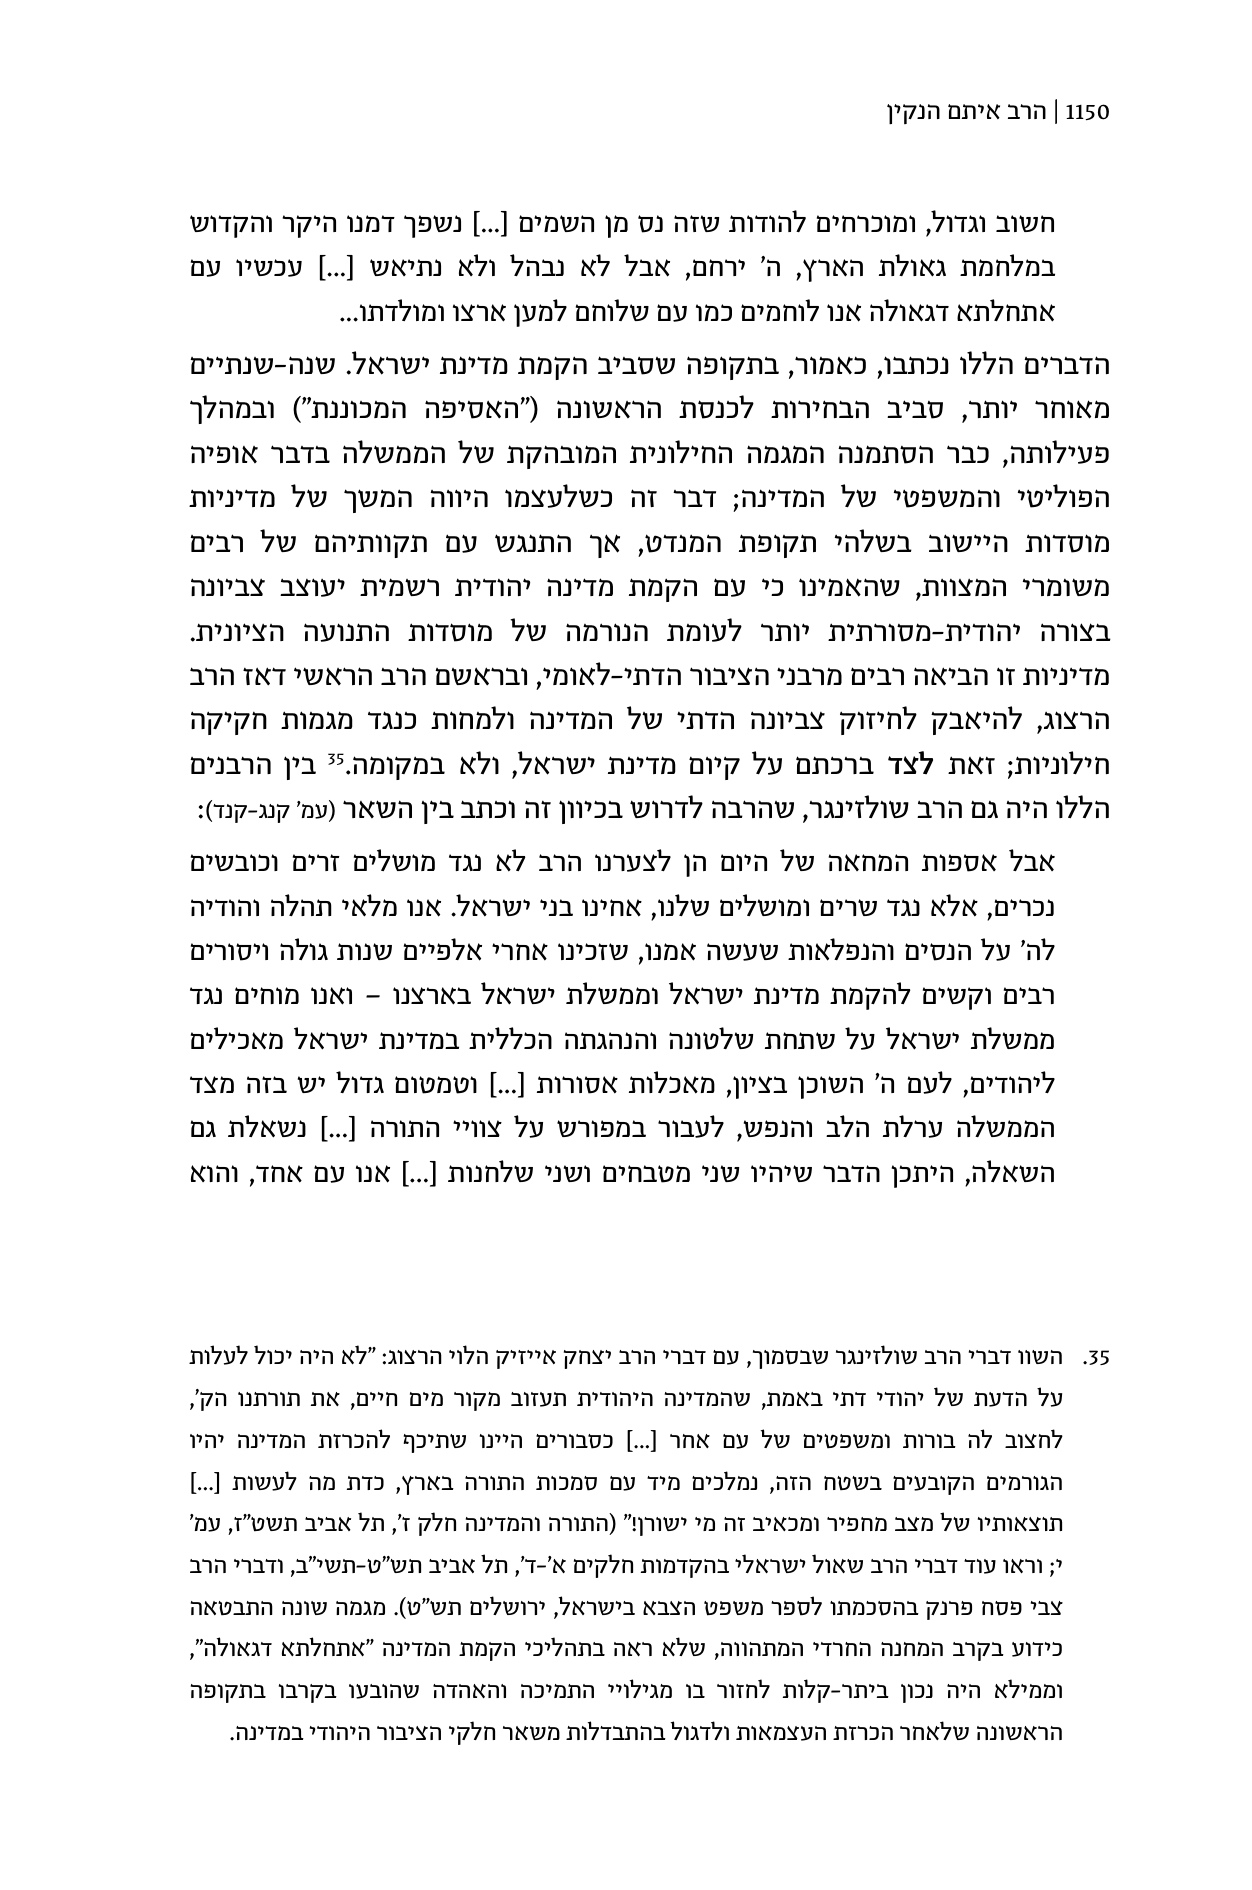 1150 | הרב איתם הנקין
חשוב וגדול, ומוכרחים להודות שזה נס מן השמים [...] נשפך דמנו היקר והקדוש
במלחמת גאולת הארץ, ה' ירחם, אבל לא נבהל ולא נתיאש [...] עכשיו עם
אתחלתא דגאולה אנו לוחמים כמו עם שלוחם למען ארצו ומולדתו...
הדברים הללו נכתבו, כאמור, בתקופה שסביב הקמת מדינת ישראל. שנה-שנתיים
מאוחר יותר, סביב הבחירות לכנסת הראשונה ("האסיפה המכוננת") ובמהלך
פעילותה, כבר הסתמנה המגמה החילונית המובהקת של הממשלה בדבר אופיה
הפוליטי והמשפטי של המדינה; דבר זה כשלעצמו היווה המשך של מדיניות
מוסדות היישוב בשלהי תקופת המנדט, אך התנגש עם תקוותיהם של רבים
משומרי המצוות, שהאמינו כי עם הקמת מדינה יהודית רשמית יעוצב צביונה
בצורה יהודית-מסורתית יותר לעומת הנורמה של מוסדות התנועה הציונית.
מדיניות זו הביאה רבים מרבני הציבור הדתי-לאומי, ובראשם הרב הראשי דאז הרב
הרצוג, להיאבק לחיזוק צביונה הדתי של המדינה ולמחות כנגד מגמות חקיקה
חילוניות; זאת לצד ברכתם על קיום מדינת ישראל, ולא במקומה.35 בין הרבנים
הללו היה גם הרב שולזינגר, שהרבה לדרוש בכיוון זה וכתב בין השאר (עמ' קנג-קנד):
אבל אספות המחאה של היום הן לצערנו הרב לא נגד מושלים זרים וכובשים
נכרים, אלא נגד שרים ומושלים שלנו, אחינו בני ישראל. אנו מלאי תהלה והודיה
לה' על הנסים והנפלאות שעשה אמנו, שזכינו אחרי אלפיים שנות גולה ויסורים
רבים וקשים להקמת מדינת ישראל וממשלת ישראל בארצנו – ואנו מוחים נגד
ממשלת ישראל על שתחת שלטונה והנהגתה הכללית במדינת ישראל מאכילים
ליהודים, לעם ה' השוכן בציון, מאכלות אסורות [...] וטמטום גדול יש בזה מצד
הממשלה ערלת הלב והנפש, לעבור במפורש על צוויי התורה [...] נשאלת גם
השאלה, היתכן הדבר שיהיו שני מטבחים ושני שלחנות [...] אנו עם אחד, והוא
35. השוו דברי הרב שולזינגר שבסמוך, עם דברי הרב יצחק אייזיק הלוי הרצוג: "לא היה יכול לעלות
על הדעת של יהודי דתי באמת, שהמדינה היהודית תעזוב מקור מים חיים, את תורתנו הק',
לחצוב לה בורות ומשפטים של עם אחר [...] כסבורים היינו שתיכף להכרזת המדינה יהיו
הגורמים הקובעים בשטח הזה, נמלכים מיד עם סמכות התורה בארץ, כדת מה לעשות [...]
תוצאותיו של מצב מחפיר ומכאיב זה מי ישורן!" (התורה והמדינה חלק ז', תל אביב תשט"ז, עמ'
י; וראו עוד דברי הרב שאול ישראלי בהקדמות חלקים א'-ד', תל אביב תש"ט-תשי"ב, ודברי הרב
צבי פסח פרנק בהסכמתו לספר משפט הצבא בישראל, ירושלים תש"ט). מגמה שונה התבטאה
כידוע בקרב המחנה החרדי המתהווה, שלא ראה בתהליכי הקמת המדינה "אתחלתא דגאולה",
וממילא היה נכון ביתר-קלות לחזור בו מגילויי התמיכה והאהדה שהובעו בקרבו בתקופה
הראשונה שלאחר הכרזת העצמאות ולדגול בהתבדלות משאר חלקי הציבור היהודי במדינה.